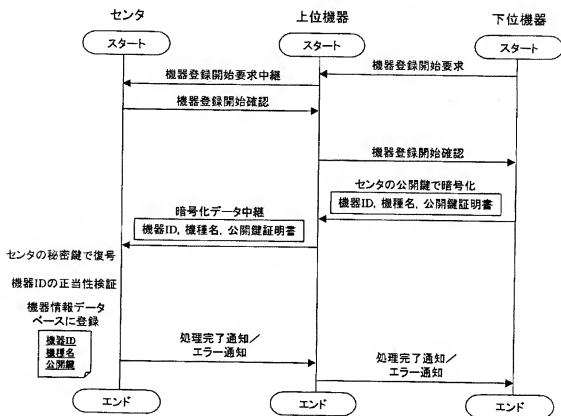 センタ
上位機器
下位機器
スタート
スタート
スタート
機器登録開始要求
機器登録開始要求中継
機器登録開始確認
機器登録開始確認
センタの公開鍵で暗号化
機器ID, 機種名, 公開鍵証明書
暗号化データ中継
機器ID, 機種名, 公開鍵証明書
センタの秘密鍵で復号
機器IDの正当性検証
機器情報データ
ベースに登録
機器ID
機種名
公開鍵
処理完了通知／
エラー通知
処理完了通知／
エラー通知
エンド
エンド
エンド